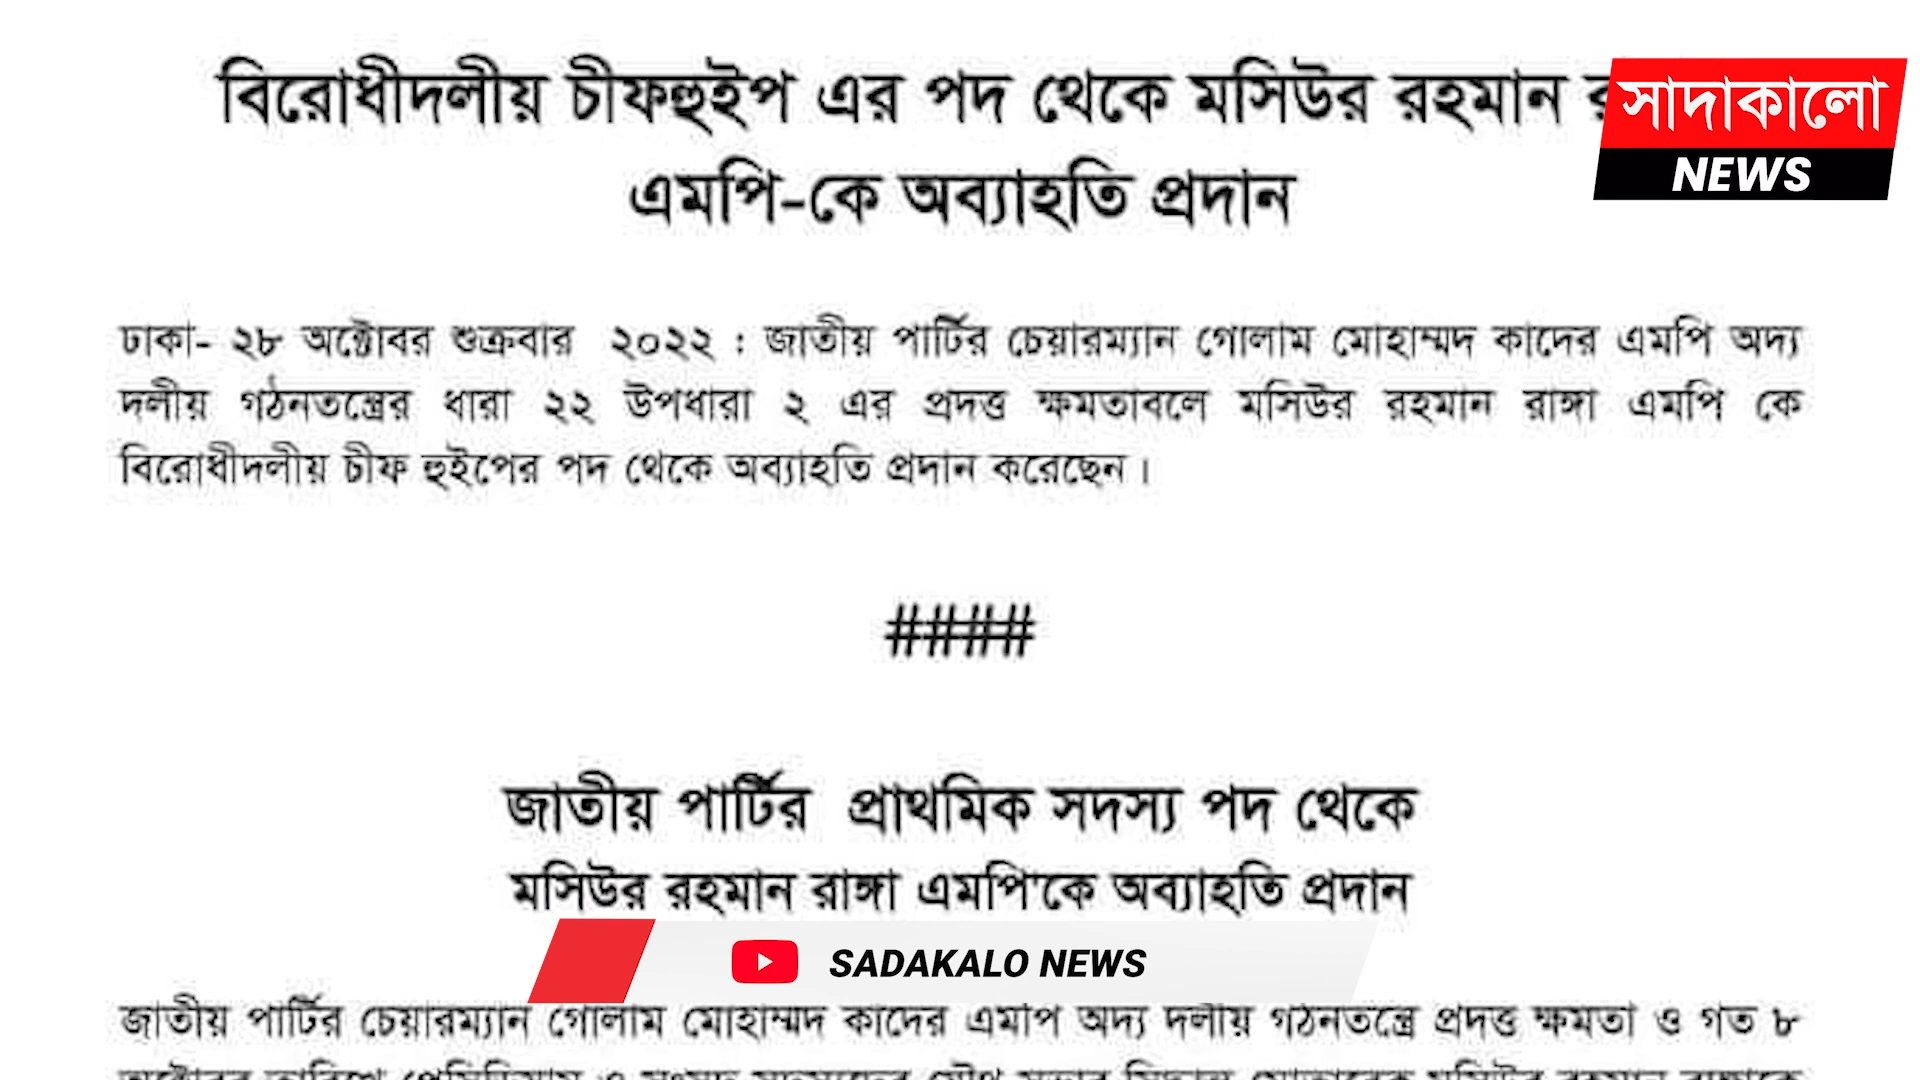 বিরোধীদলীয় চীফহুইপ এর পদ থেকে মসিউর রহমান
সাদাকালো
NEWS
এমপি-কে অব্যাহতি প্রদান
ঢাকা- ২৮ অক্টোবর শুক্রবার ২০২২ : জাতীয় পার্টির চেয়ারম্যান গোলাম মোহাম্মদ কাদের এমপি অদ্য
দলীয় গঠনতন্ত্রের ধারা ২২ উপধারা ২ এর প্রদত্ত ক্ষমতাবলে মসিউর রহমান রাঙ্গা এমপি কে
বিরোধীদলীয় চীফ হুইপের পদ থেকে অব্যাহতি প্রদান করেছেন।
####
জাতীয় পার্টির প্রাথমিক সদস্য পদ থেকে
মসিউর রহমান রাঙ্গা এমপি'কে অব্যাহতি প্রদান
SADAKALO NEWS
জাতীয় পার্টির চেয়ারম্যান গোলাম মোহাম্মদ কাদের এমপি অদ্য দলীয় গঠনতন্ত্রে প্রদত্ত ক্ষমতা ও গত ৮